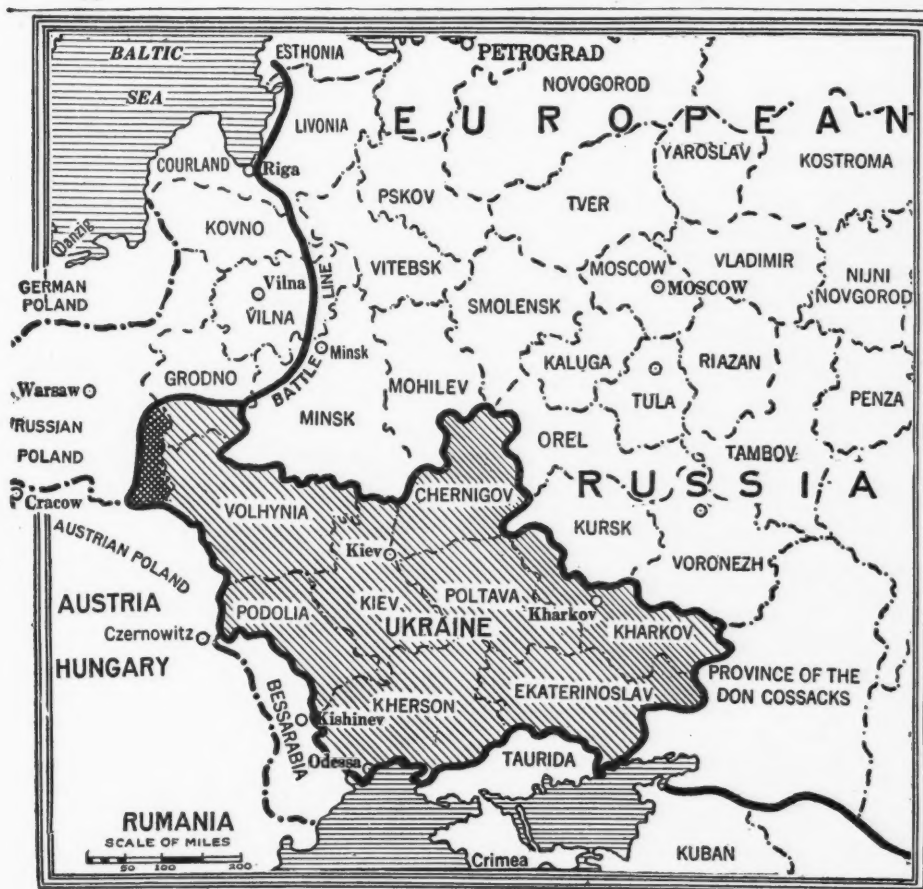 BALTIC
SEA
ESTHONIA
PETROGRAD
NOVOGOROD
EUROPEAN
LIVONIA
YAROSLAV
KOSTROMA
COURLAND
Riga
PSKOV
TVER
KOVNO
Danzig
VITEBSK
MOSCOW
VLADIMIR
NIJNI
NOVGOROD
GERMAN
POLAND
Vilna
VILNA
BATTLE LINE
SMOLENSK
MOSCOW
Minsk
KALUGA
RIAZAN
GRODNO
MOHILEV
TULA
PENZA
Warsaw
MINSK
RUSSIAN
POLAND
OREL
TAMBOV
RUSSIA
Cracow
VOLHYNIA
CHERNIGOV
KURSK
AUSTRIAN POLAND
Kiev
VORONEZH
AUSTRIA
HUNGARY
PODOLIA
KIEV
POLTAVA
Kharkov
KHARKOV
UKRAINE
Czernowitz
PROVINCE OF THE
DON COSSACKS
BESSARABIA
EKATERINOSLAV
KHERSON
Kishinev
Odessa
TAURIDA
RUMANIA
SCALE OF MILES
50 100 200
Crimea
KUBAN